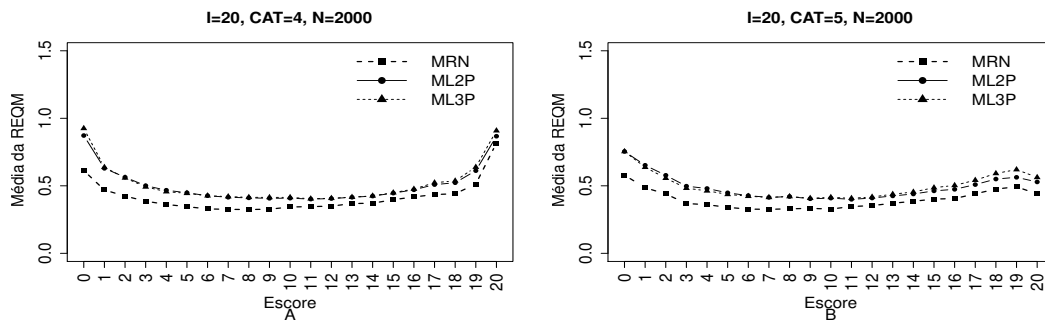 I=20, CAT=4, N=2000
Média da REQM
1.5
1.0
0.5
0.0
MRN
ML2P
ML3P
0 1 2 3 4 5 6 7 8 9 10 11 12 13 14 15 16 17 18 19 20
Escore
A
I=20, CAT=5, N=2000
Média da REQM
1.5
1.0
0.5
0.0
MRN
ML2P
ML3P
0 1 2 3 4 5 6 7 8 9 10 11 12 13 14 15 16 17 18 19 20
Escore
B